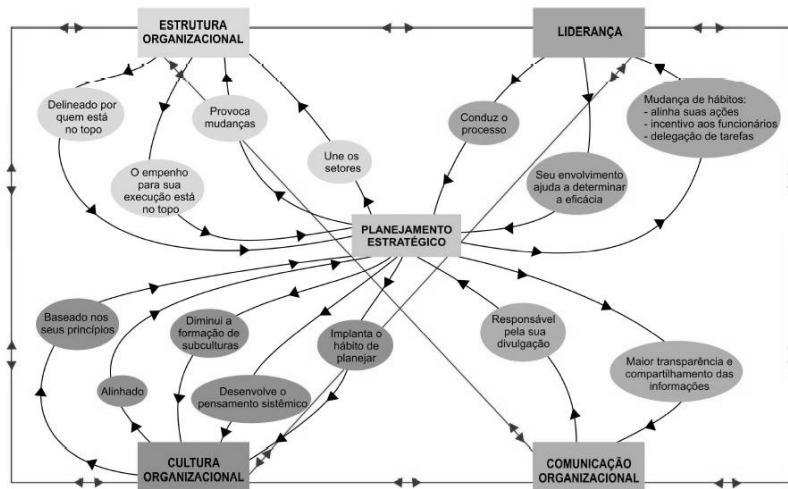 ESTRUTURA
ORGANIZACIONAL
LIDERANÇA
Delineado por
quem está
no topo
Provoca
mudanças
Conduz o
processo
Mudança de hábitos:
- alinha suas ações
- incentivo aos funcionários
- delegação de tarefas
O empenho
para sua
execução está
no topo
Une os
setores
Seu envolvimento
ajuda a determinar
a eficácia
PLANEJAMENTO
ESTRATÉGICO
Baseado nos
seus princípios
Diminui a
formação de
subculturas
Implanta o
hábito de
planejar
Responsável
pela sua
divulgação
Maior transparência e
compartilhamento das
informações
Alinhado
Desenvolve o
pensamento sistêmico
CULTURA
ORGANIZACIONAL
COMUNICAÇÃO
ORGANIZACIONAL